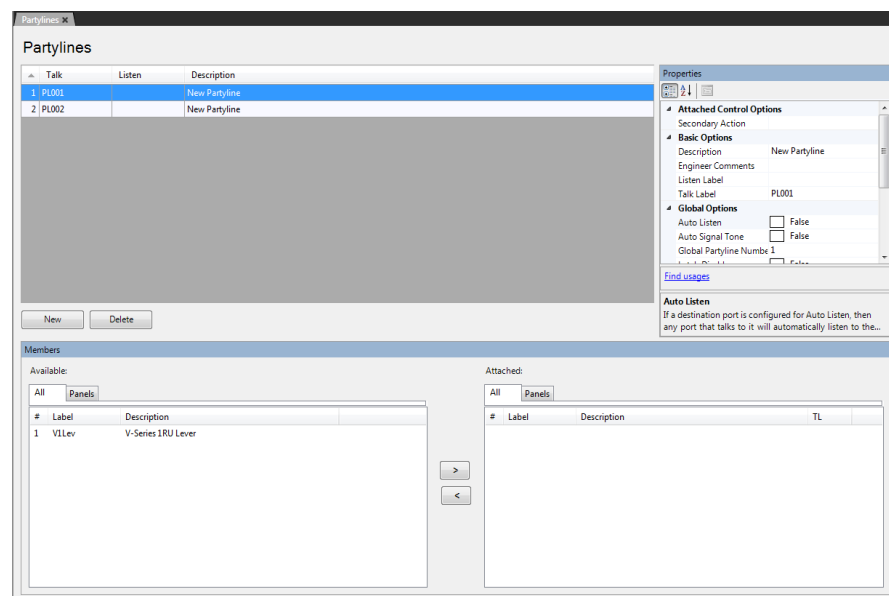 Partylines ×
Partylines
Talk Listen Description
1 PL001 New Partyline
2 PL002 New Partyline
New Delete
Properties
Attached Control Options
Secondary Action
Basic Options
Description New Partyline
Engineer Comments
Listen Label
Talk Label PL001
Global Options
Auto Listen False
Auto Signal Tone False
Global Partyline Numbe 1
Find usages
Auto Listen
If a destination port is configured for Auto Listen, then
any port that talks to it will automatically listen to the...
Members
Available:
All Panels
# Label Description
1 V1Lev V-Series 1RU Lever
>
<
Attached:
All Panels
# Label Description TL